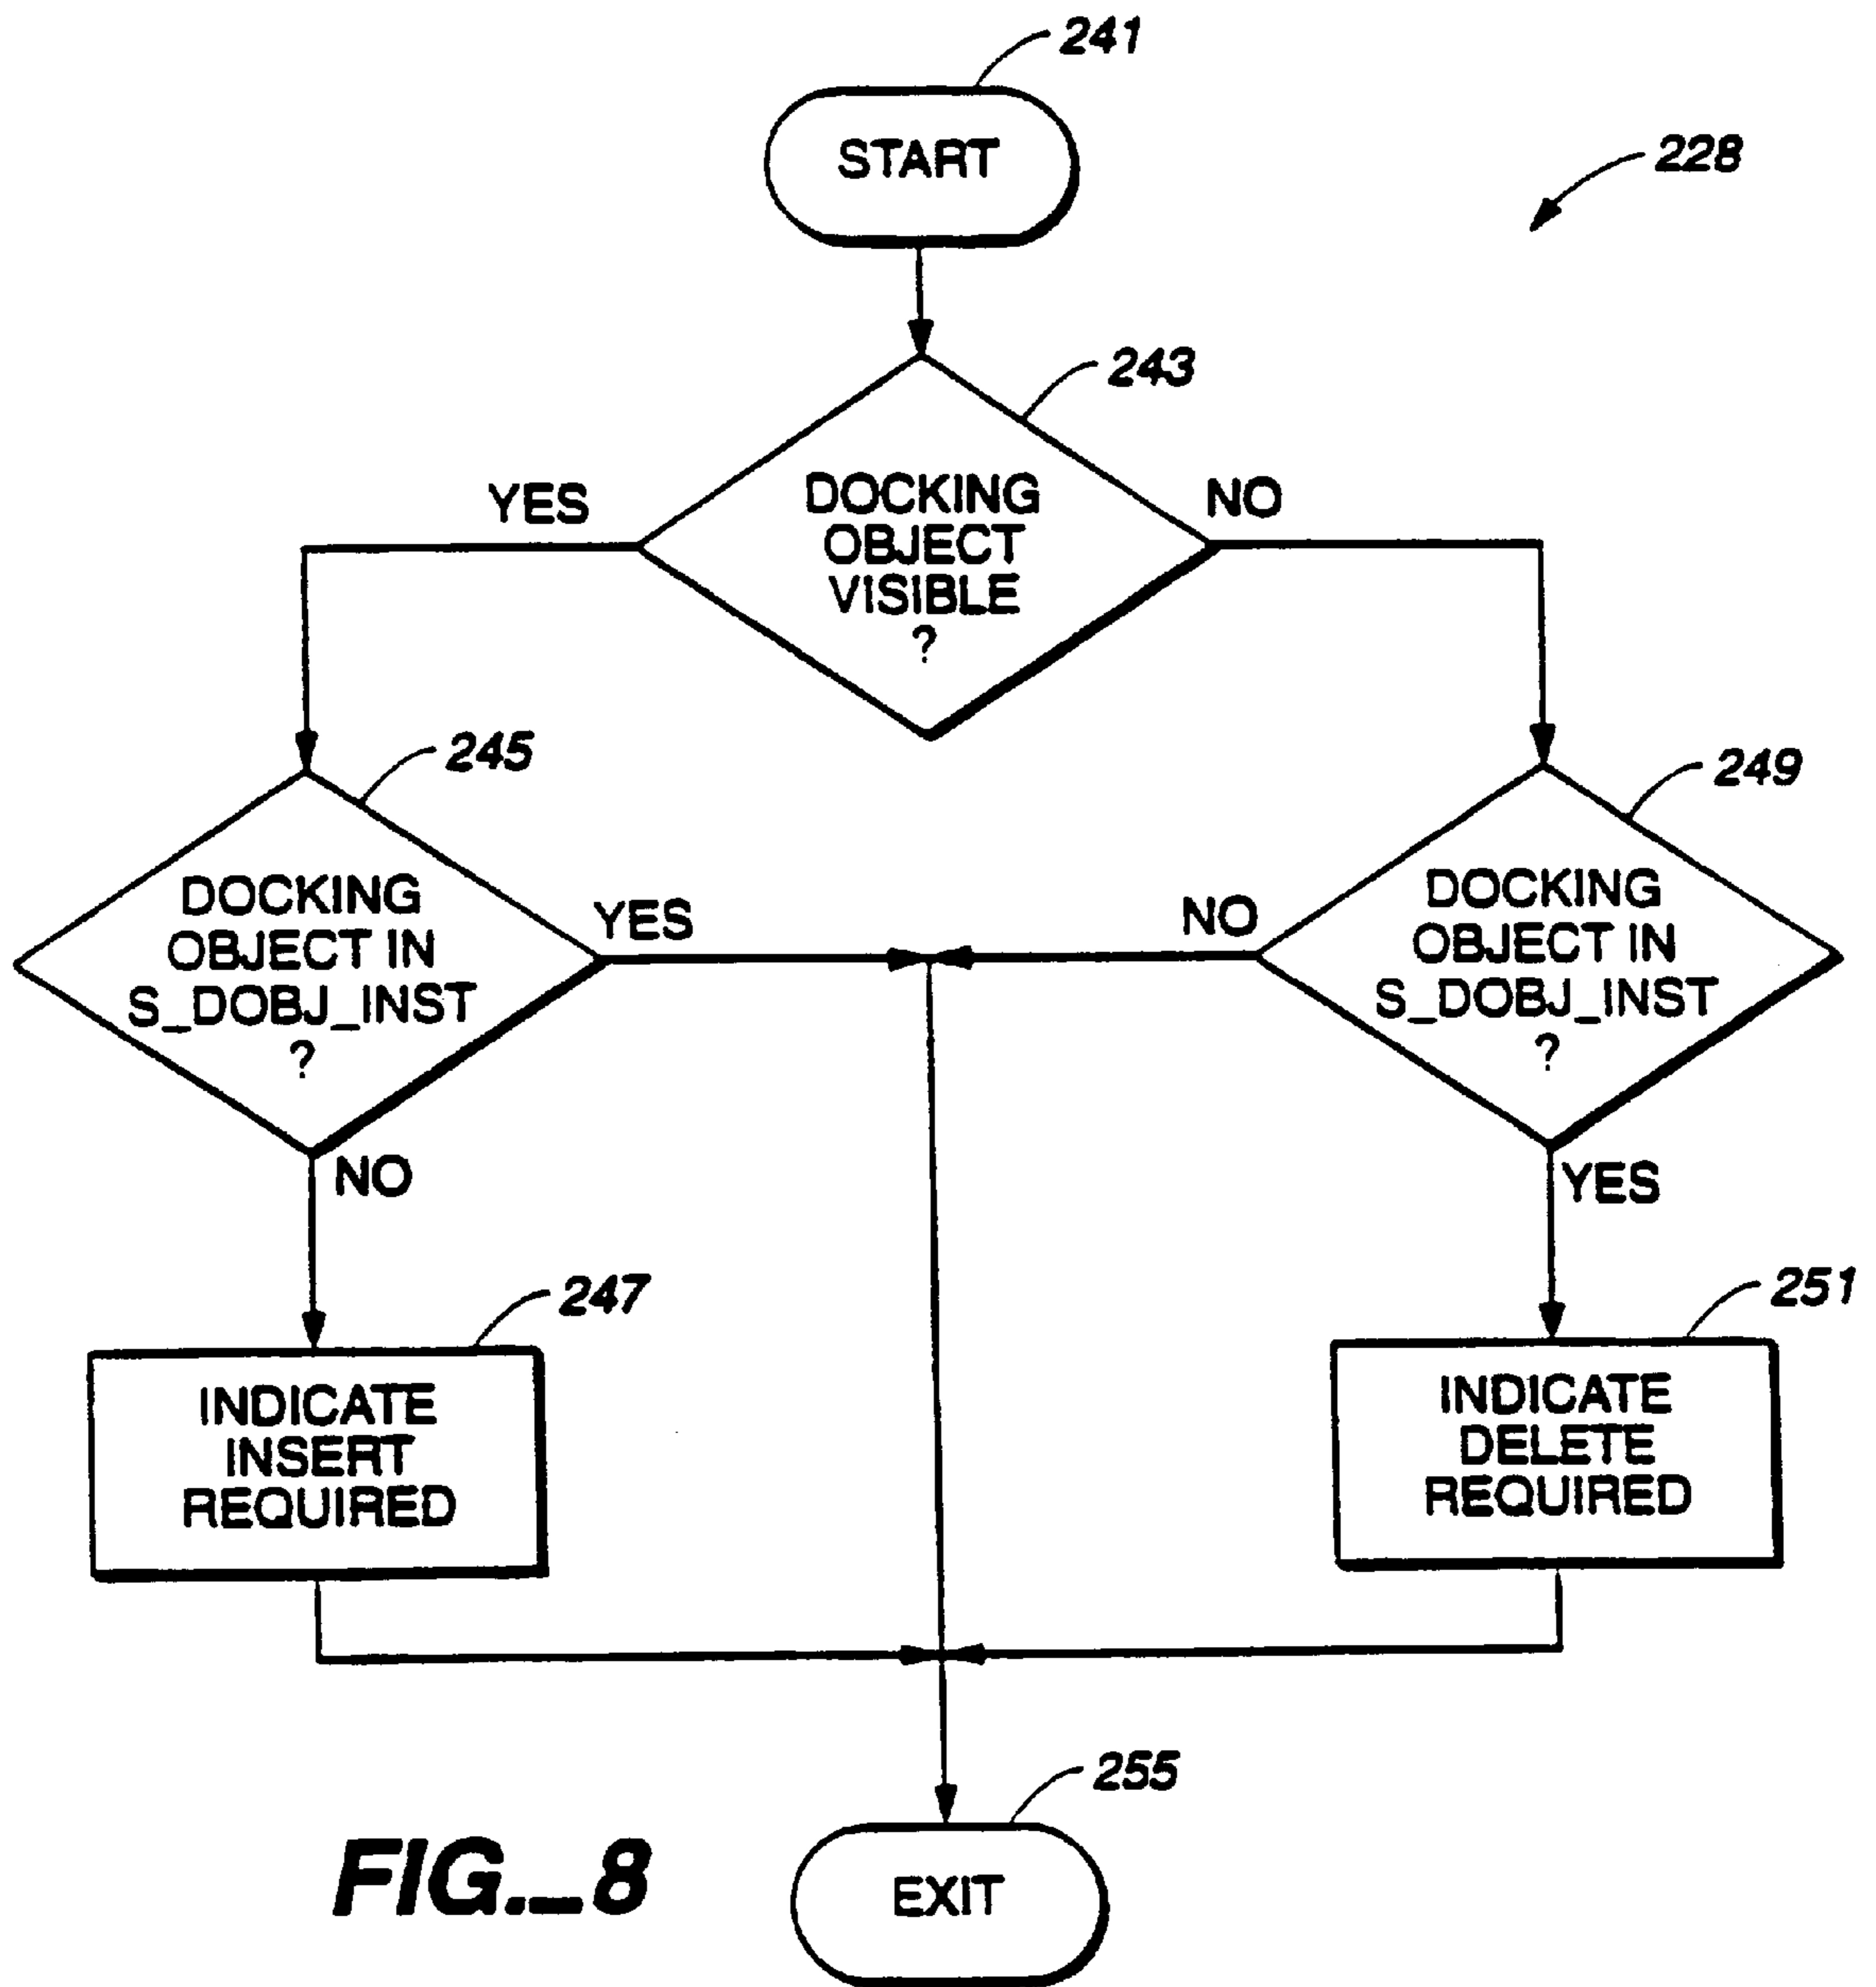 241
START
228
243
DOCKING
OBJECT
VISIBLE
?
YES
NO
245
DOCKING
OBJECT IN
S_DOBJ_INST
?
YES
NO
249
DOCKING
OBJECT IN
S_DOBJ_INST
?
NO
YES
247
INDICATE
INSERT
REQUIRED
251
INDICATE
DELETE
REQUIRED
255
EXIT
FIG._8